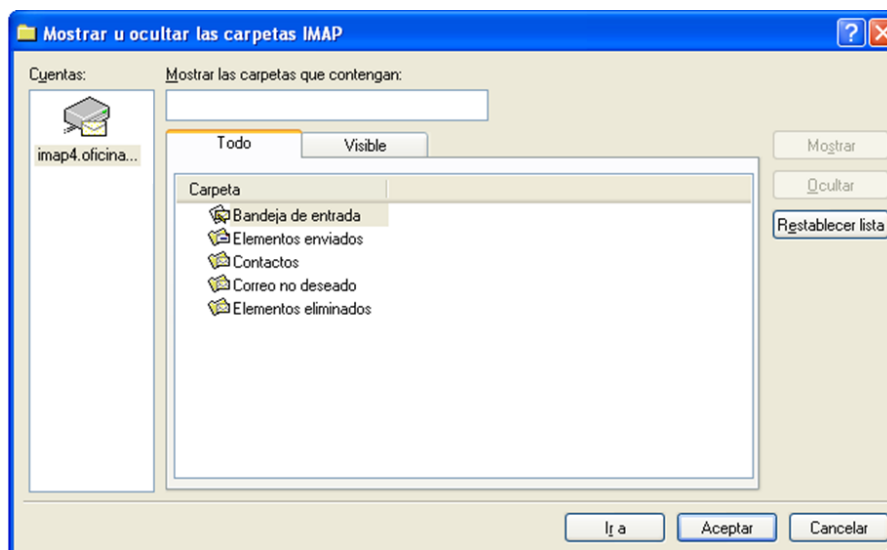 Mostrar u ocultar las carpetas IMAP
Cuentas:
Mostrar las carpetas que contengan:
imap4.oficina...
Todo
Visible
Carpeta
Bandeja de entrada
Elementos enviados
Contactos
Correo no deseado
Elementos eliminados
Mostrar
Ocultar
Restablecer lista
Ir a
Aceptar
Cancelar